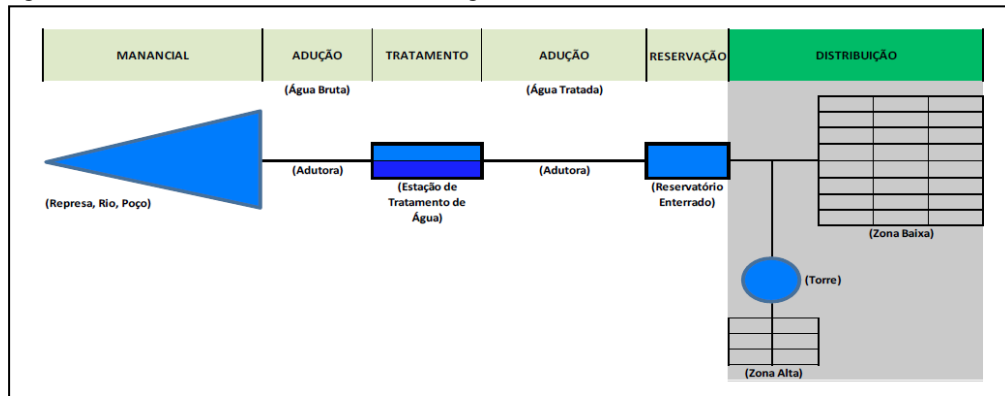 MANANCIAL
ADUÇÃO
TRATAMENTO
ADUÇÃO
RESERVAÇÃO
DISTRIBUIÇÃO
(Água Bruta)
(Água Tratada)
(Represa, Rio, Poço)
(Adutora)
(Estação de
Tratamento de
Água)
(Adutora)
(Reservatório
Enterrado)
(Zona Baixa)
(Torre)
(Zona Alta)